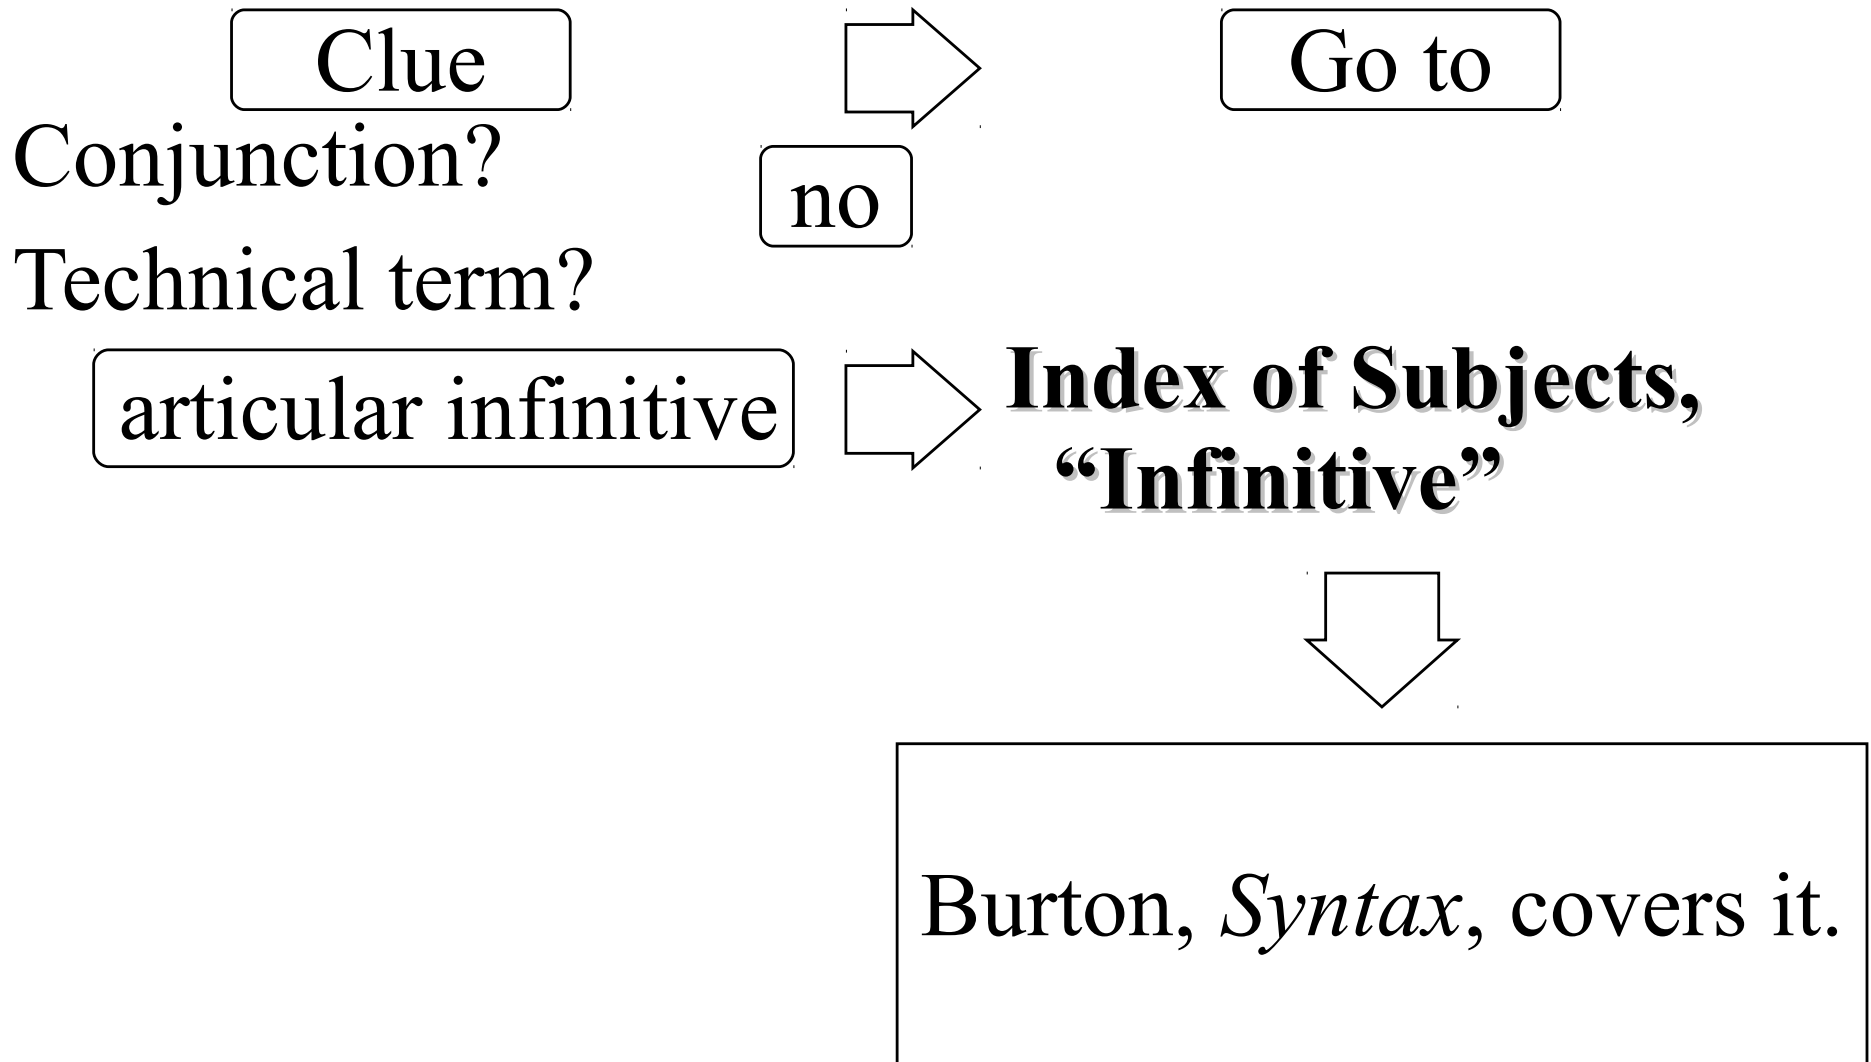 Clue
Go to
Conjunction?
no
Technical term?
articular infinitive
Index of Subjects,
“Infinitive”
Burton, Syntax, covers it.